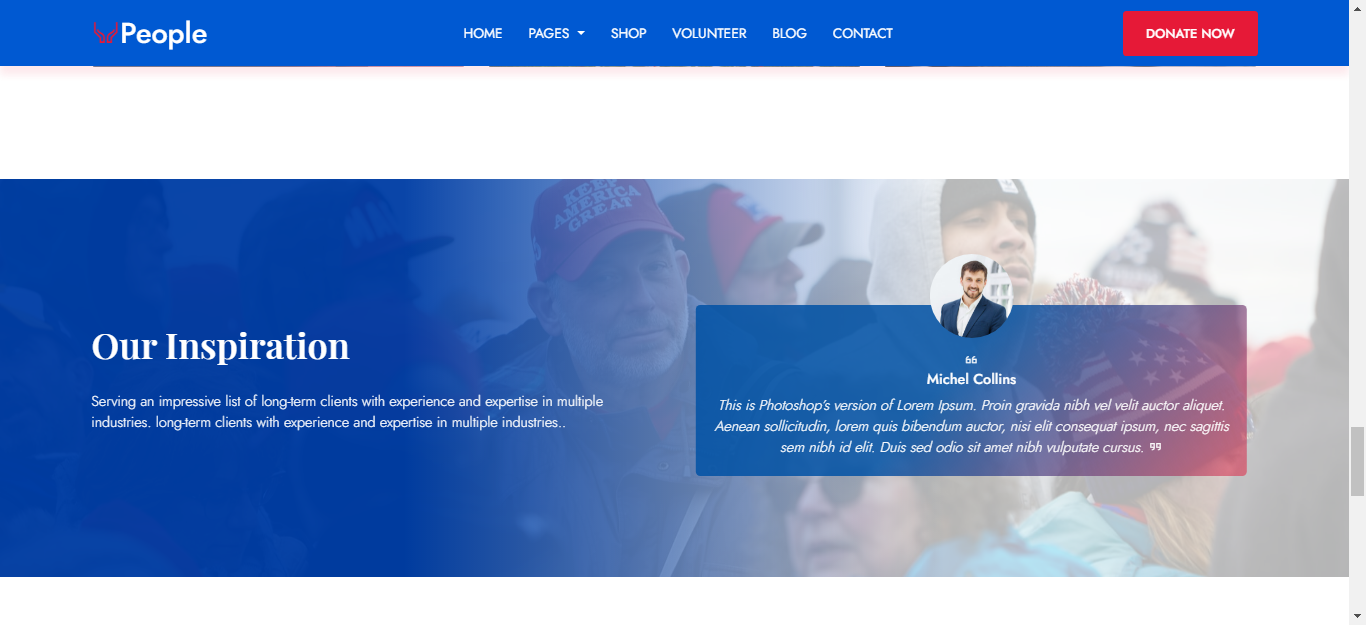 People
HOME PAGES SHOP VOLUNTEER BLOG CONTACT
DONATE NOW
KEEP
AMERICA
GREAT
Our Inspiration
Serving an impressive list of long-term clients with experience and expertise in multiple
industries. long-term clients with experience and expertise in multiple industries..
❝
Michel Collins
This is Photoshop's version of Lorem Ipsum. Proin gravida nibh vel velit auctor aliquet.
Aenean sollicitudin, lorem quis bibendum auctor, nisi elit consequat ipsum, nec sagittis
sem nibh id elit. Duis sed odio sit amet nibh vulputate cursus. ❞